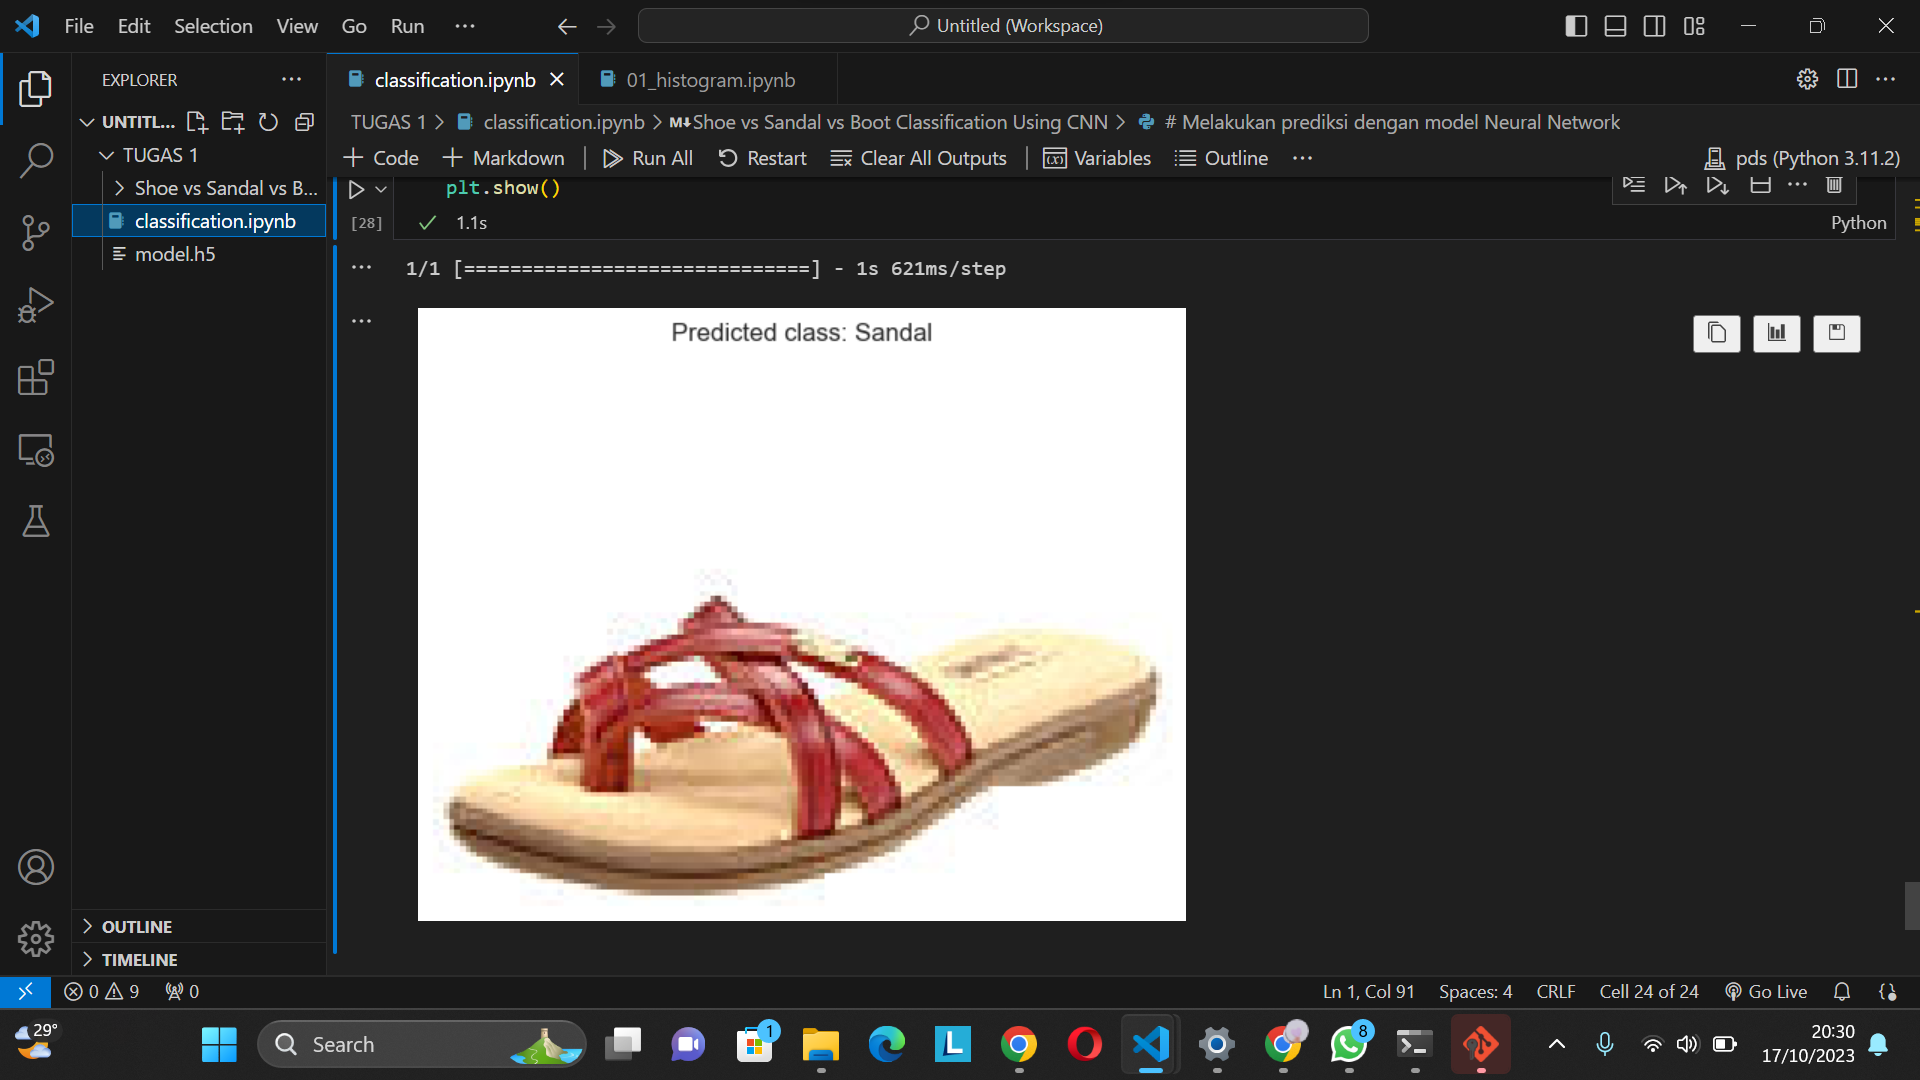 File Edit Selection View Go Run ...
Untitled (Workspace)
EXPLORER
classification.ipynb
01_histogram.ipynb
UNTITL...
TUGAS 1 > classification.ipynb > M↓Shoe vs Sandal vs Boot Classification Using CNN > # Melakukan prediksi dengan model Neural Network
TUGAS 1
+ Code + Markdown Run All Restart Clear All Outputs Variables Outline ...
pds (Python 3.11.2)
Shoe vs Sandal vs B...
plt.show()
classification.ipynb
[28] ✓ 1.1s
Python
model.h5
1/1 [==============================] - 1s 621ms/step
Predicted class: Sandal
OUTLINE
TIMELINE
0 9 0
Ln 1, Col 91 Spaces: 4 CRLF Cell 24 of 24 Go Live
29°
Search
1
L
8
20:30
17/10/2023